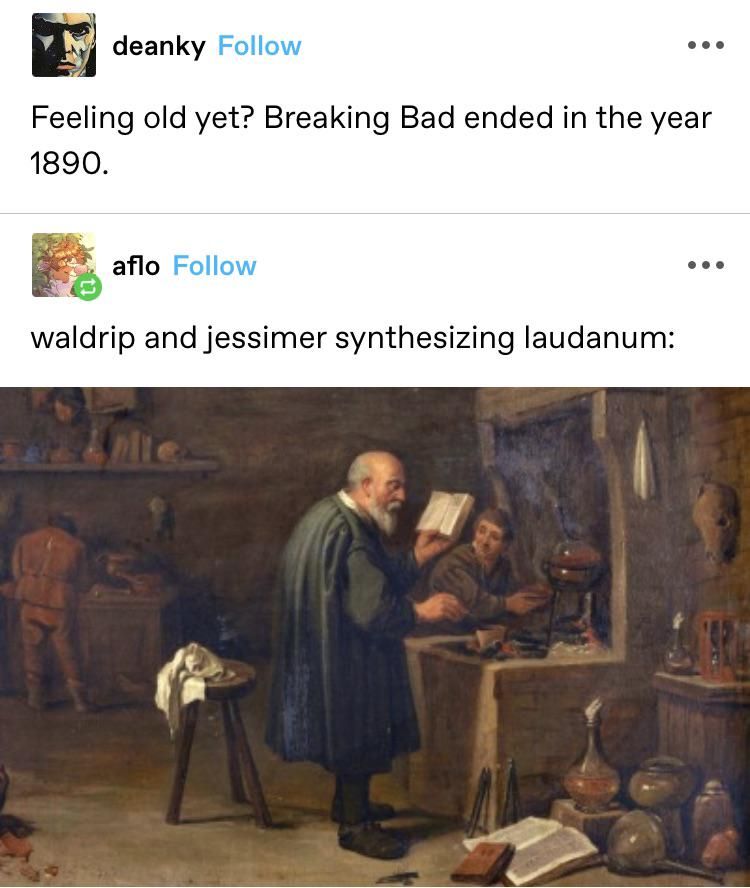 deanky Follow
Feeling old yet? Breaking Bad ended in the year
1890.
aflo Follow
waldrip and jessimer synthesizing laudanum: